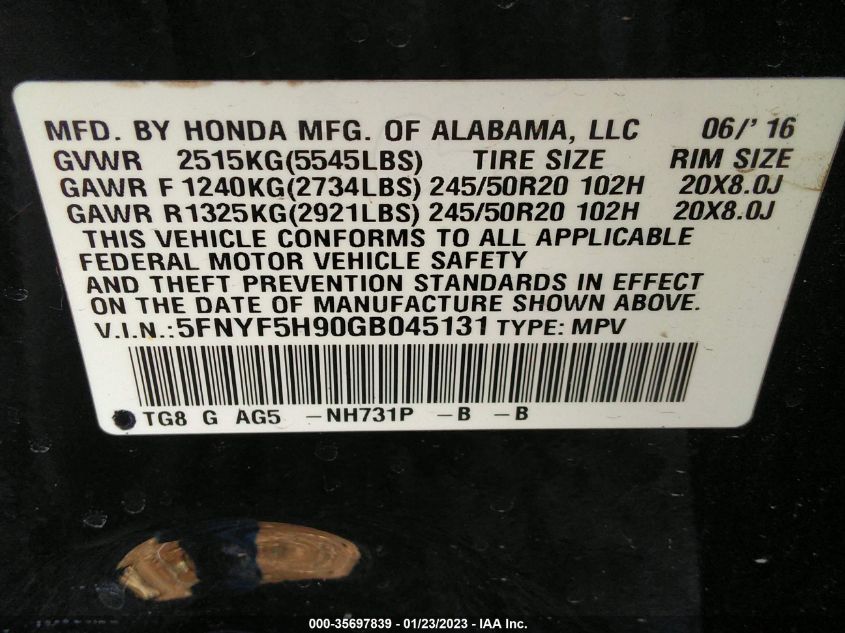 MFD. BY HONDA MFG. OF ALABAMA, LLC 06/'16
GVWR 2515KG(5545LBS) TIRE SIZE RIM SIZE
GAWR F 1240KG(2734LBS) 245/50R20 102H 20X8.0J
GAWR R 1325KG(2921LBS) 245/50R20 102H 20X8.0J
THIS VEHICLE CONFORMS TO ALL APPLICABLE
FEDERAL MOTOR VEHICLE SAFETY
AND THEFT PREVENTION STANDARDS IN EFFECT
ON THE DATE OF MANUFACTURE SHOWN ABOVE.
V.I.N.:5FNYF5H90GB045131 TYPE: MPV
TG8 G AG5 -NH731P -B -B
000-35697839 - 01/23/2023 - IAA Inc.